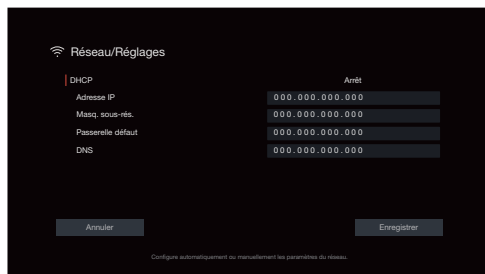 Réseau/Réglages
DHCP Arrêt
Adresse IP 000.000.000.000
Masq. sous-rés. 000.000.000.000
Passerelle défaut 000.000.000.000
DNS 000.000.000.000
Annuler Enregistrer
Configure automatiquement ou manuellement les paramètres du réseau.